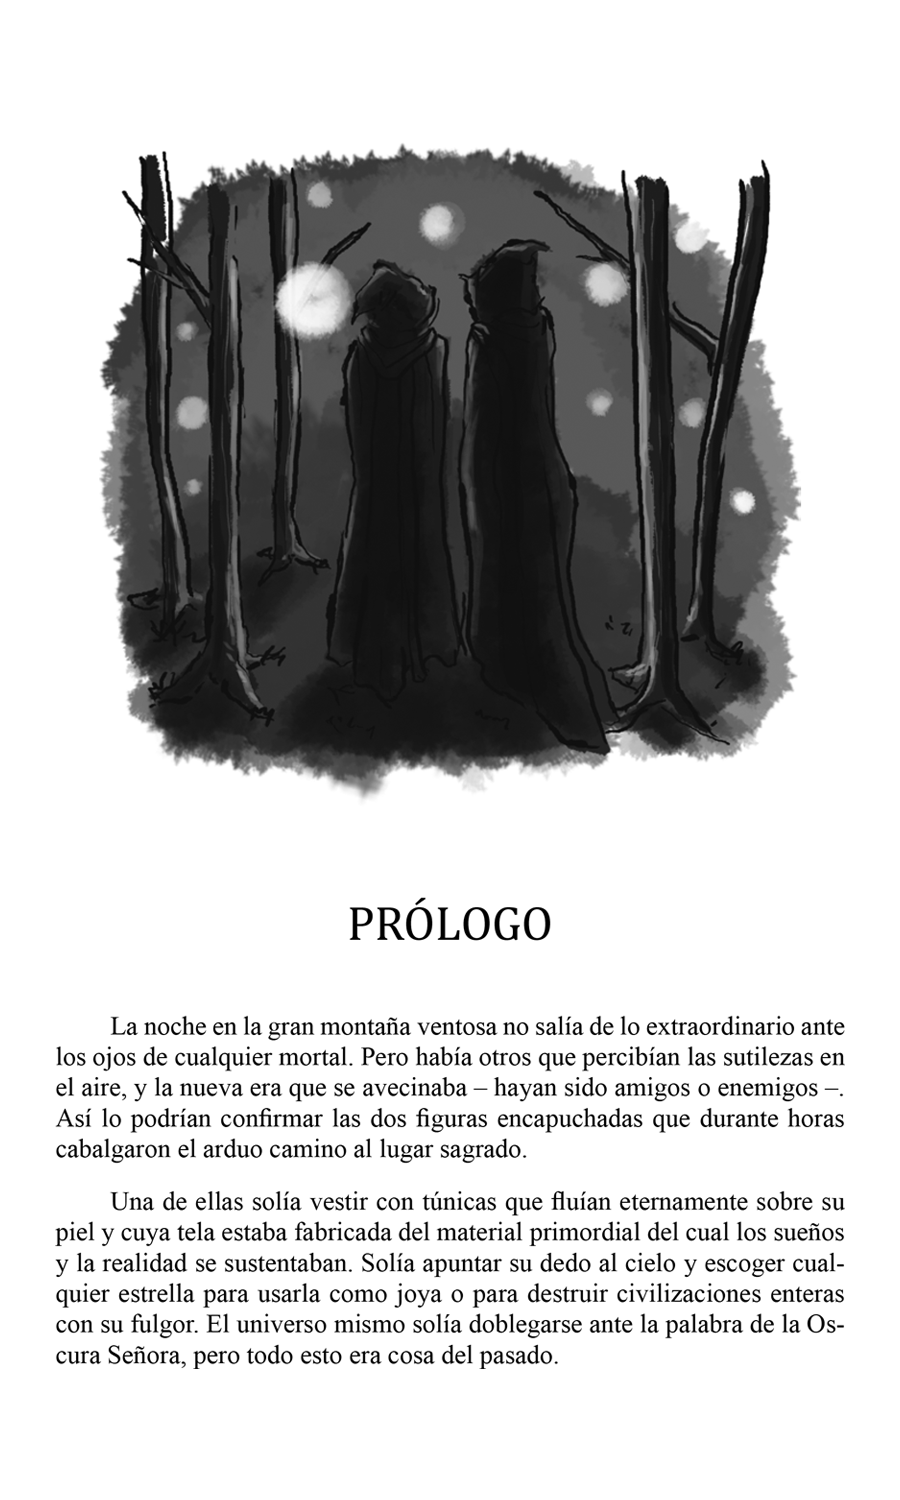 PRÓLOGO
La noche en la gran montaña ventosa no salía de lo extraordinario ante
los ojos de cualquier mortal. Pero había otros que percibían las sutilezas en
el aire, y la nueva era que se avecinaba – hayan sido amigos o enemigos –.
Así lo podrían confirmar las dos figuras encapuchadas que durante horas
cabalgaron el arduo camino al lugar sagrado.
Una de ellas solía vestir con túnicas que fluían eternamente sobre su
piel y cuya tela estaba fabricada del material primordial del cual los sueños
y la realidad se sustentaban. Solía apuntar su dedo al cielo y escoger cual-
quier estrella para usarla como joya o para destruir civilizaciones enteras
con su fulgor. El universo mismo solía doblegarse ante la palabra de la Os-
cura Señora, pero todo esto era cosa del pasado.